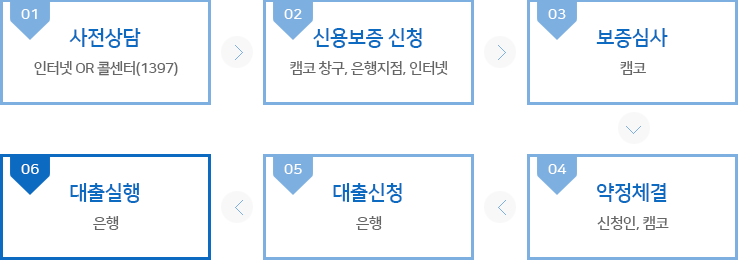 01
사전상담
인터넷 OR 콜센터(1397)
02
신용보증 신청
캠코 창구, 은행지점, 인터넷
03
보증심사
캠코
04
약정체결
신청인, 캠코
05
대출신청
은행
06
대출실행
은행